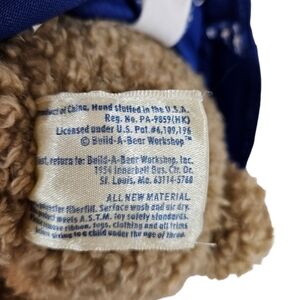 of China. Hand Stuffed in the U.S.A.
Reg. No. PA-9859(HK)
Licensed under U.S. Pat. #6,109,196
© Build-A-Bear Workshop™
return to: Build-A-Bear Workshop, Inc.
1954 Innerbelt Bus. Ctr. Dr.
St. Louis, Mo. 63114-5760
ALL NEW MATERIAL
fiberfill. Surface wash and air dry.
meets A.S.T.M. toy safety standards.
ribbons, tags, clothing and all trims
giving to a child under the age of three.